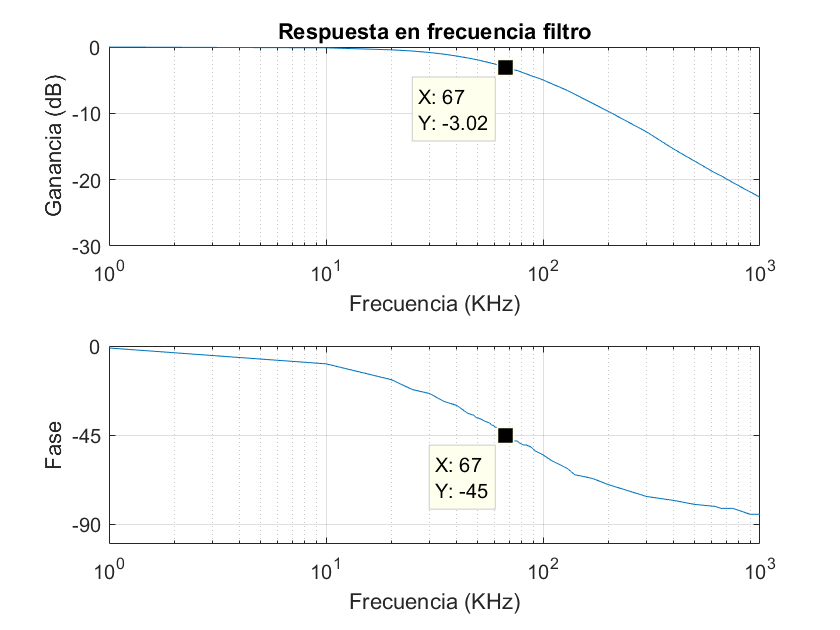 Respuesta en frecuencia filtro
Ganancia (dB)
0
-10
-20
-30
X: 67
Y: -3.02
10^0
10^1
10^2
10^3
Frecuencia (KHz)
Fase
0
-45
-90
X: 67
Y: -45
10^0
10^1
10^2
10^3
Frecuencia (KHz)